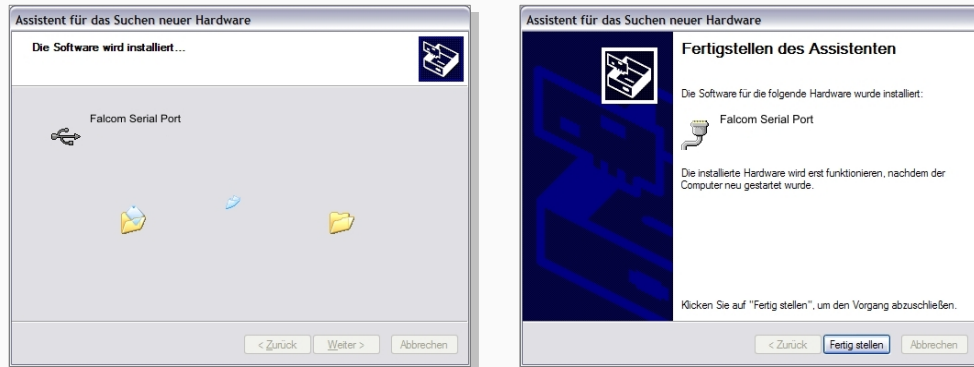 Assistent für das Suchen neuer Hardware
Die Software wird installiert...
Falcom Serial Port
< Zurück
Weiter >
Abbrechen
Assistent für das Suchen neuer Hardware
Fertigstellen des Assistenten
Die Software für die folgende Hardware wurde installiert:
Falcom Serial Port
Die installierte Hardware wird erst funktionieren, nachdem der
Computer neu gestartet wurde.
Klicken Sie auf "Fertig stellen", um den Vorgang abzuschließen.
< Zurück
Fertig stellen
Abbrechen